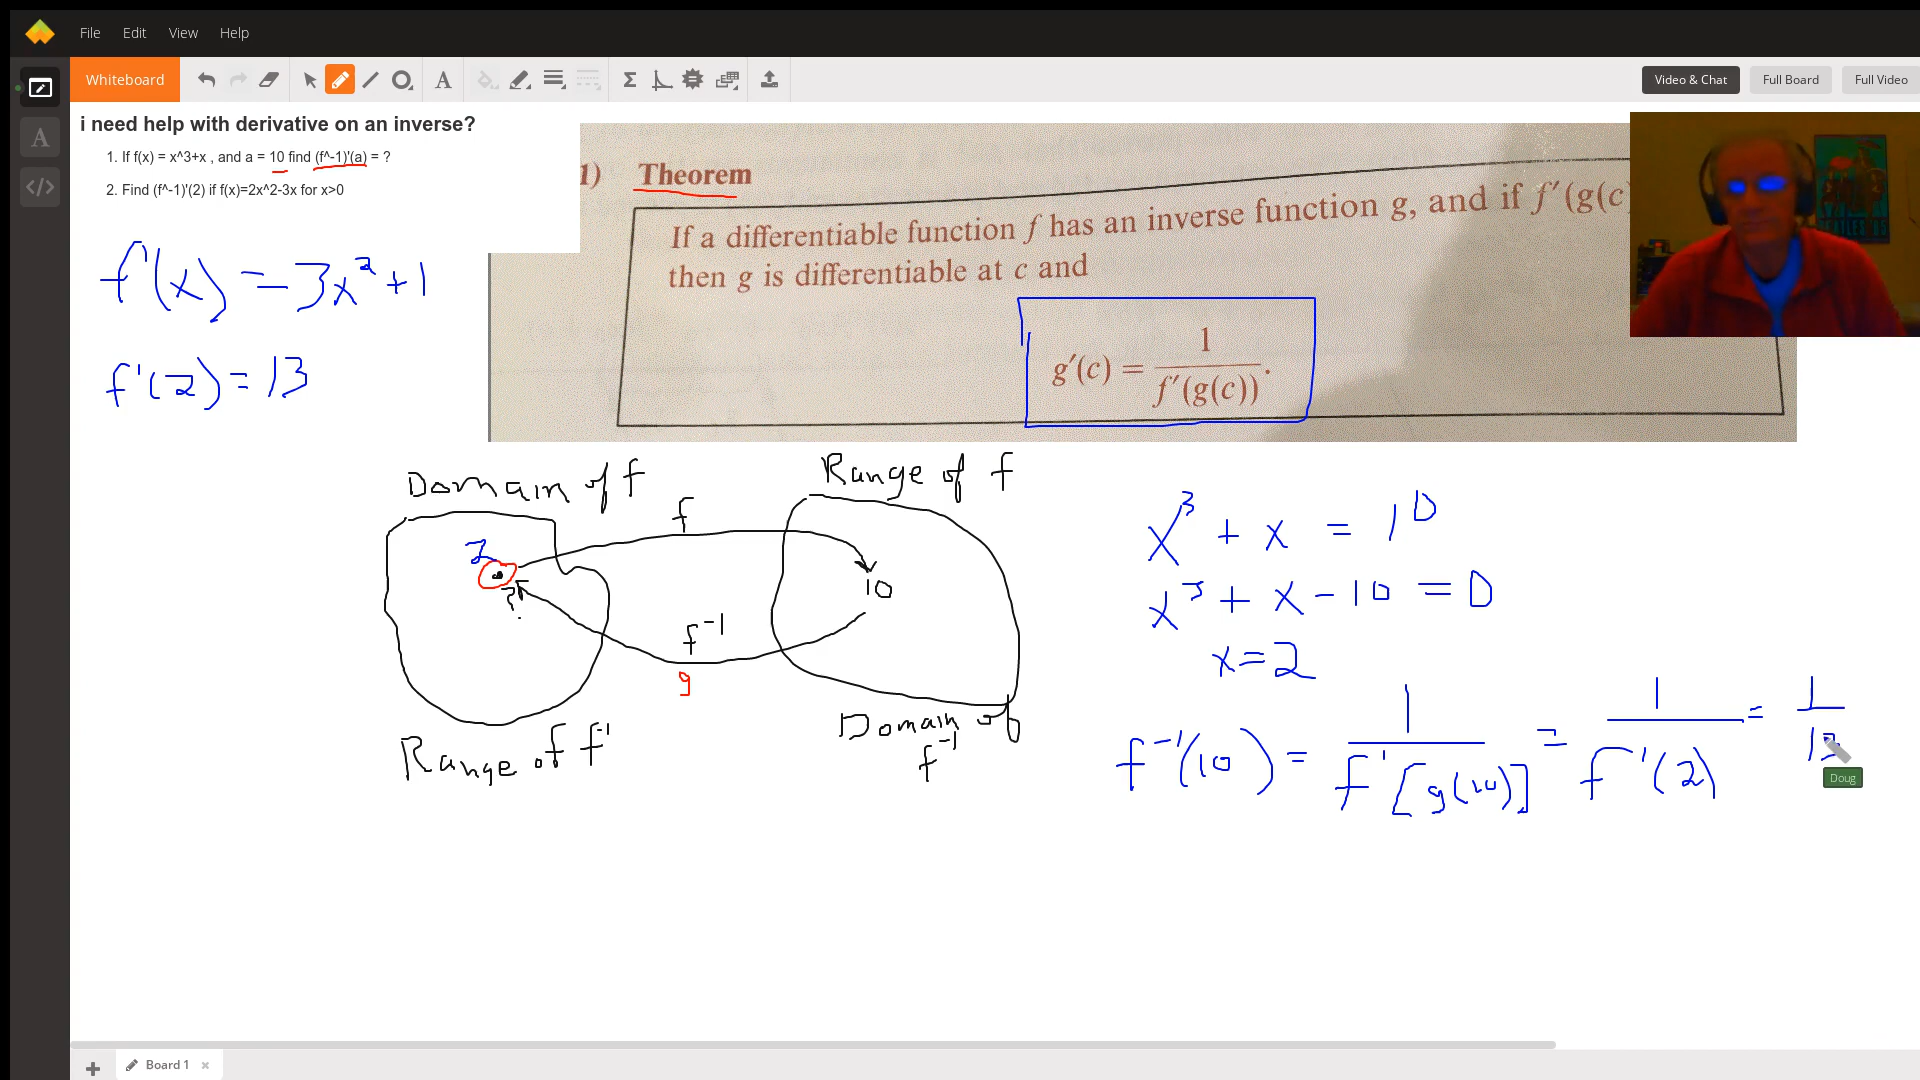 File Edit View Help
Whiteboard
A
Σ
Video & Chat Full Board Full Video
A
</>
i need help with derivative on an inverse?
1. If f(x) = x^3+x , and a = 10 find (f^-1)'(a) = ?
2. Find (f^-1)'(2) if f(x)=2x^2-3x for x>0
1) Theorem
If a differentiable function f has an inverse function g, and if f′(g(c)
then g is differentiable at c and
g′(c) = 1 / f′(g(c)) .
f'(x) = 3x² + 1
f'(2) = 13
Domain of f
Range of f
f
2
?
10
f⁻¹
g
Range of f⁻¹
Domain of
f⁻¹
x³ + x = 10
x³ + x - 10 = 0
x = 2
f⁻¹'(10) = 1 / f'[g(10)] = 1 / f'(2) = 1 / 13
Doug
+ Board 1 ×